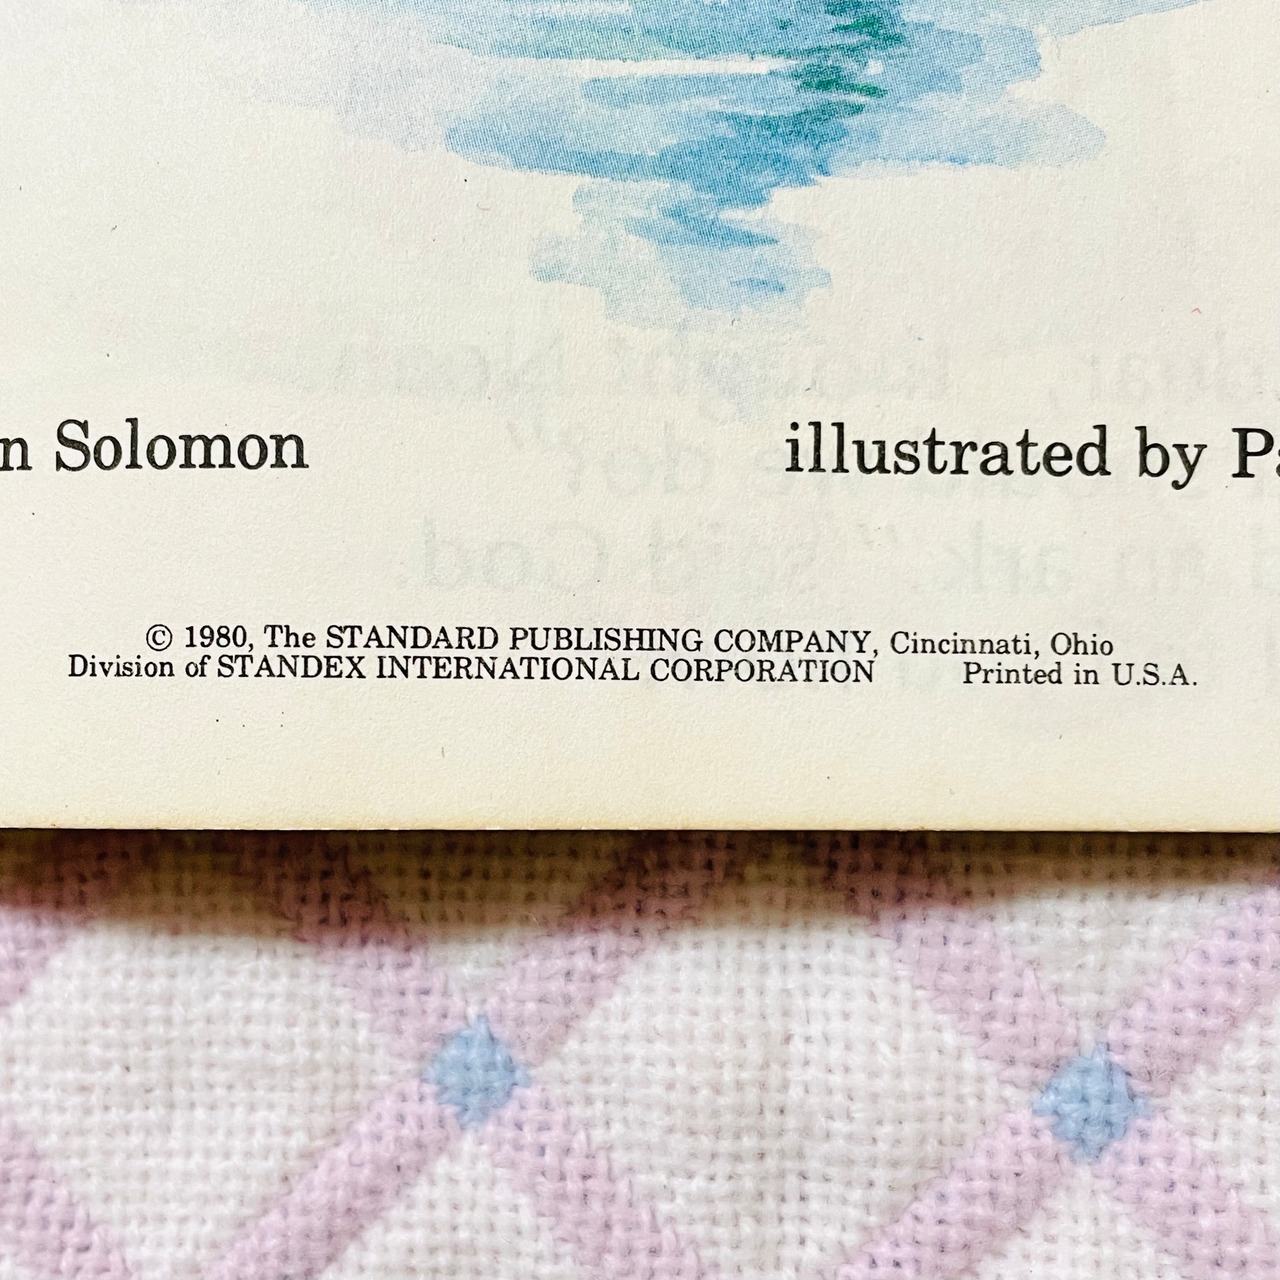 n Solomon illustrated by Pa
© 1980, The STANDARD PUBLISHING COMPANY, Cincinnati, Ohio
Division of STANDEX INTERNATIONAL CORPORATION Printed in U.S.A.